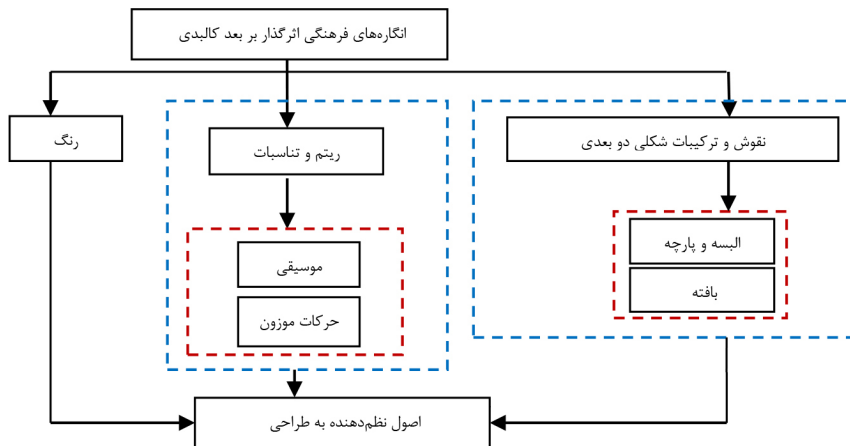 انگاره‌های فرهنگی اثرگذار بر بعد کالبدی
نقوش و ترکیبات شکلی دو بعدی
ریتم و تناسبات
رنگ
البسه و پارچه
بافته
موسیقی
حرکات موزون
اصول نظم‌دهنده به طراحی